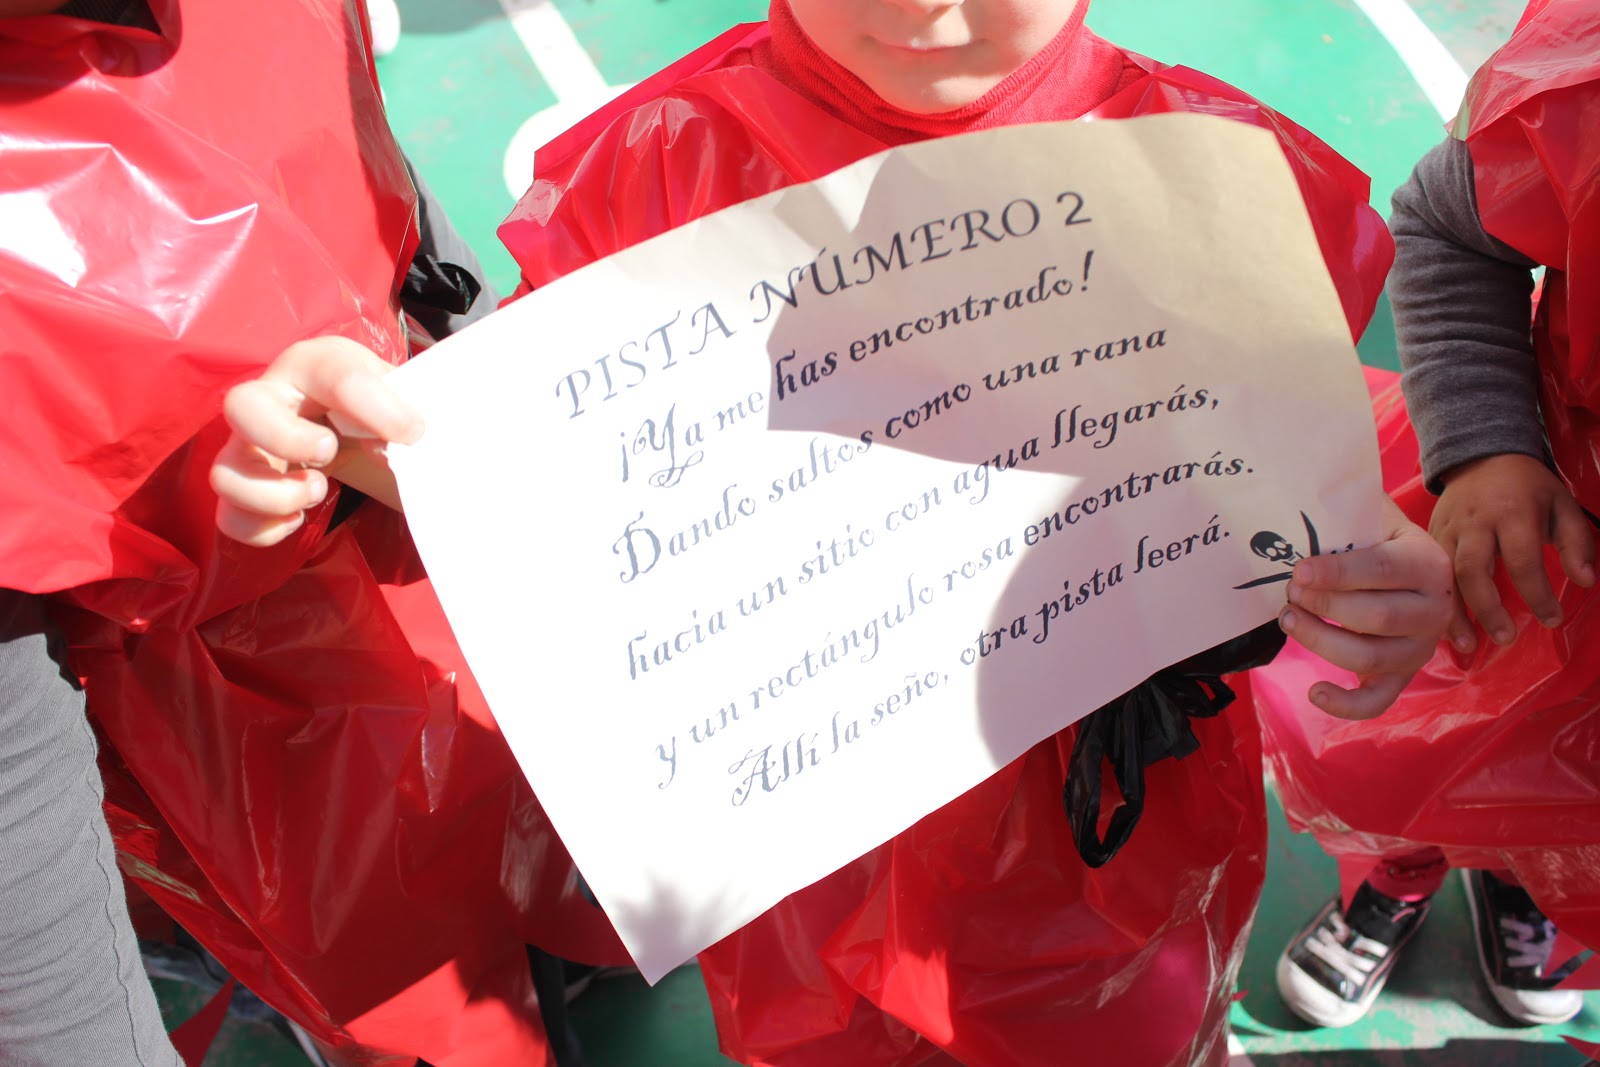 PISTA NÚMERO 2
¡Ya me has encontrado!
Dando saltos como una rana
hacia un sitio con agua llegarás,
y un rectángulo rosa encontrarás.
Allí la seño, otra pista leerá.